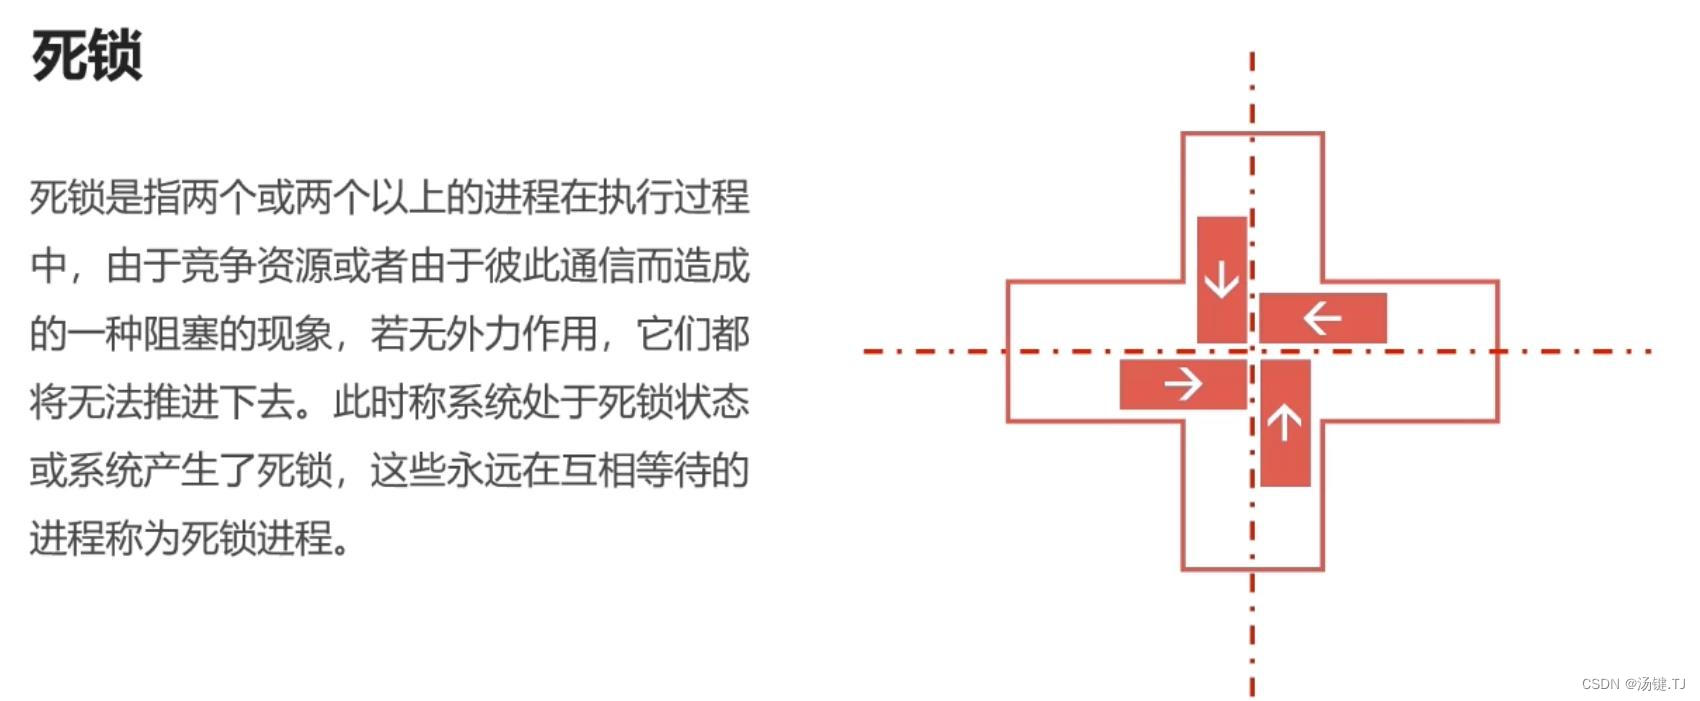 死锁
死锁是指两个或两个以上的进程在执行过程
中，由于竞争资源或者由于彼此通信而造成
的一种阻塞的现象，若无外力作用，它们都
将无法推进下去。此时称系统处于死锁状态
或系统产生了死锁，这些永远在互相等待的
进程称为死锁进程。
CSDN @汤键.TJ